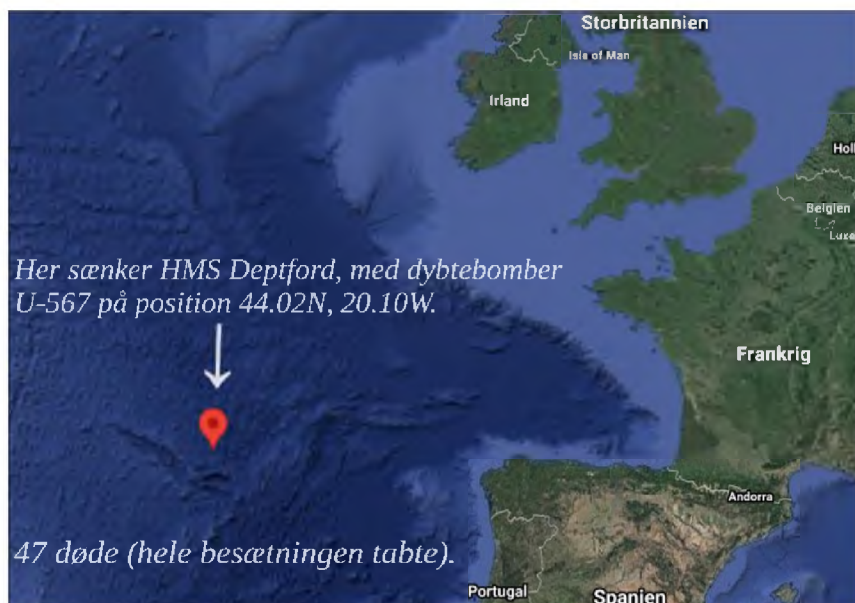 Storbritannien
Isle of Man
Irland
Holl
Belgien
Luxe
Her sænker HMS Deptford, med dybtebomber
U-567 på position 44.02N, 20.10W.
Frankrig
Andorra
47 døde (hele besætningen tabte).
Portugal
Spanien